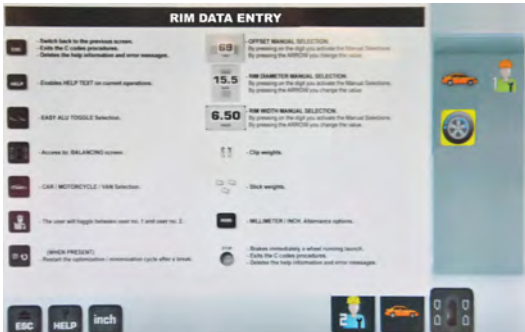 RIM DATA ENTRY
ESC
- Switch back to the previous screen.
- Exits the C codes procedures.
- Deletes the help information and error messages.
HELP
- Enables HELP TEXT on current operations.
- EASY ALU TOGGLE Selection.
- Access to: BALANCING screen.
- CAR / MOTORCYCLE / VAN Selection.
- The user will toggle between user no. 1 and user no. 2.
(WHEN PRESENT)
- Restart the optimisation / minimisation cycle after a break.
69
- OFFSET MANUAL SELECTION.
By pressing on the digit you activate the Manual Selections.
By pressing the ARROW you change the value.
15.5
- RIM DIAMETER MANUAL SELECTION.
By pressing on the digit you activate the Manual Selections.
By pressing the ARROW you change the value.
6.50
- RIM WIDTH MANUAL SELECTION.
By pressing on the digit you activate the Manual Selections.
By pressing the ARROW you change the value.
- Clip weights.
- Stick weights.
- MILLIMETER / INCH. Alternance options.
STOP
- Brakes immediately a wheel running launch.
- Exits the C codes procedures.
- Deletes the help information and error messages.
1
ESC
HELP
inch
2